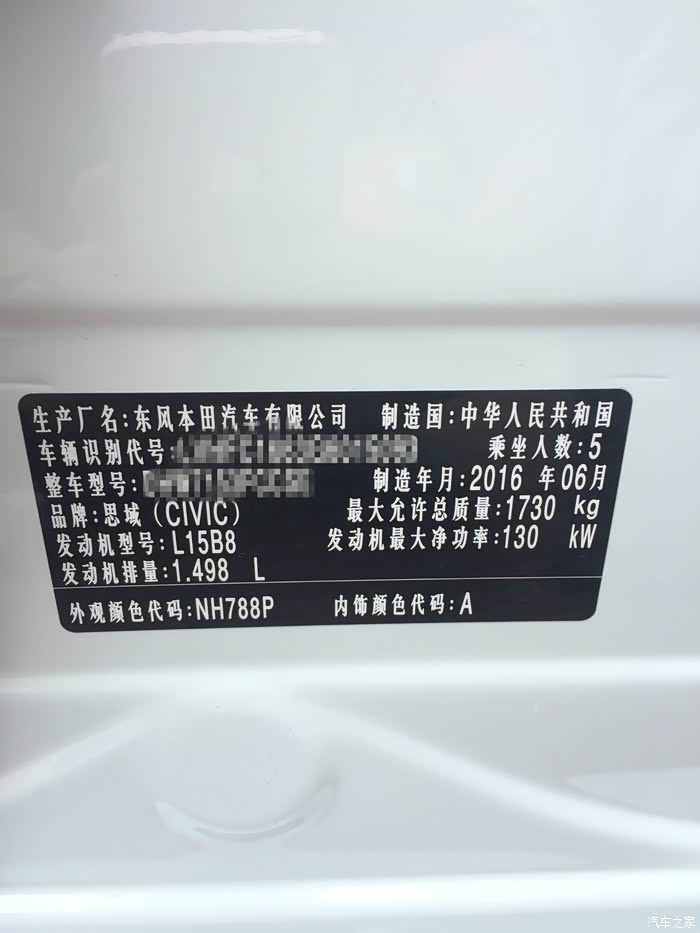 生产厂名:东风本田汽车有限公司 制造国:中华人民共和国
车辆识别代号: 乘坐人数:5
整车型号: 制造年月:2016 年06月
品牌:思域(CIVIC) 最大允许总质量:1730 kg
发动机型号:L15B8 发动机最大净功率:130 kW
发动机排量:1.498 L
外观颜色代码:NH788P 内饰颜色代码:A
汽车之家